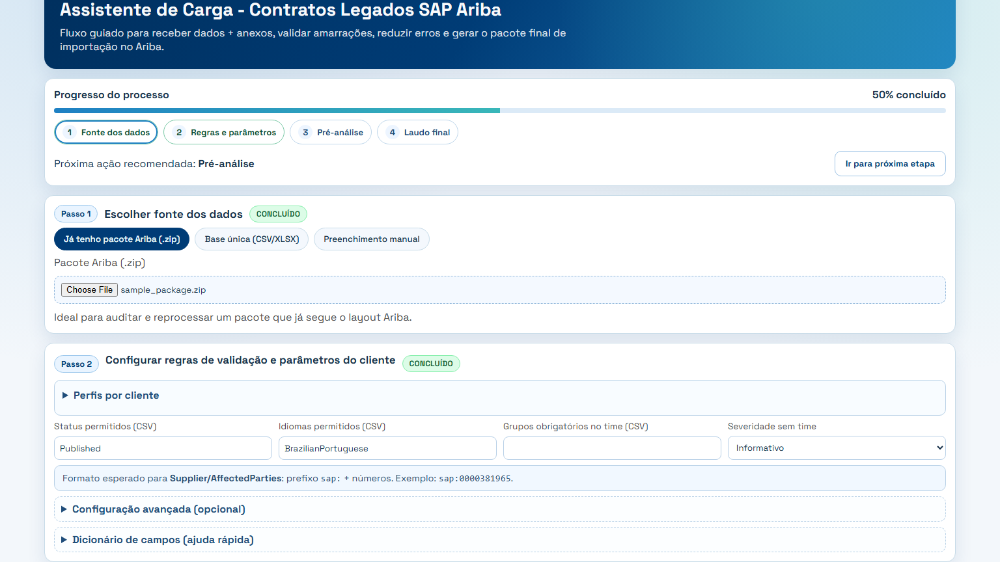 Assistente de Carga - Contratos Legados SAP Ariba
Fluxo guiado para receber dados + anexos, validar amarrações, reduzir erros e gerar o pacote final de
importação no Ariba.
Progresso do processo
50% concluído
1 Fonte dos dados
2 Regras e parâmetros
3 Pré-análise
4 Laudo final
Próxima ação recomendada: Pré-análise
Ir para próxima etapa
Passo 1
Escolher fonte dos dados
CONCLUÍDO
Já tenho pacote Ariba (.zip)
Base única (CSV/XLSX)
Preenchimento manual
Pacote Ariba (.zip)
Choose File sample_package.zip
Ideal para auditar e reprocessar um pacote que já segue o layout Ariba.
Passo 2
Configurar regras de validação e parâmetros do cliente
CONCLUÍDO
Perfis por cliente
Status permitidos (CSV)
Idiomas permitidos (CSV)
Grupos obrigatórios no time (CSV)
Severidade sem time
Published
BrazilianPortuguese
Informativo
Formato esperado para Supplier/AffectedParties: prefixo sap: + números. Exemplo: sap:0000381965.
Configuração avançada (opcional)
Dicionário de campos (ajuda rápida)